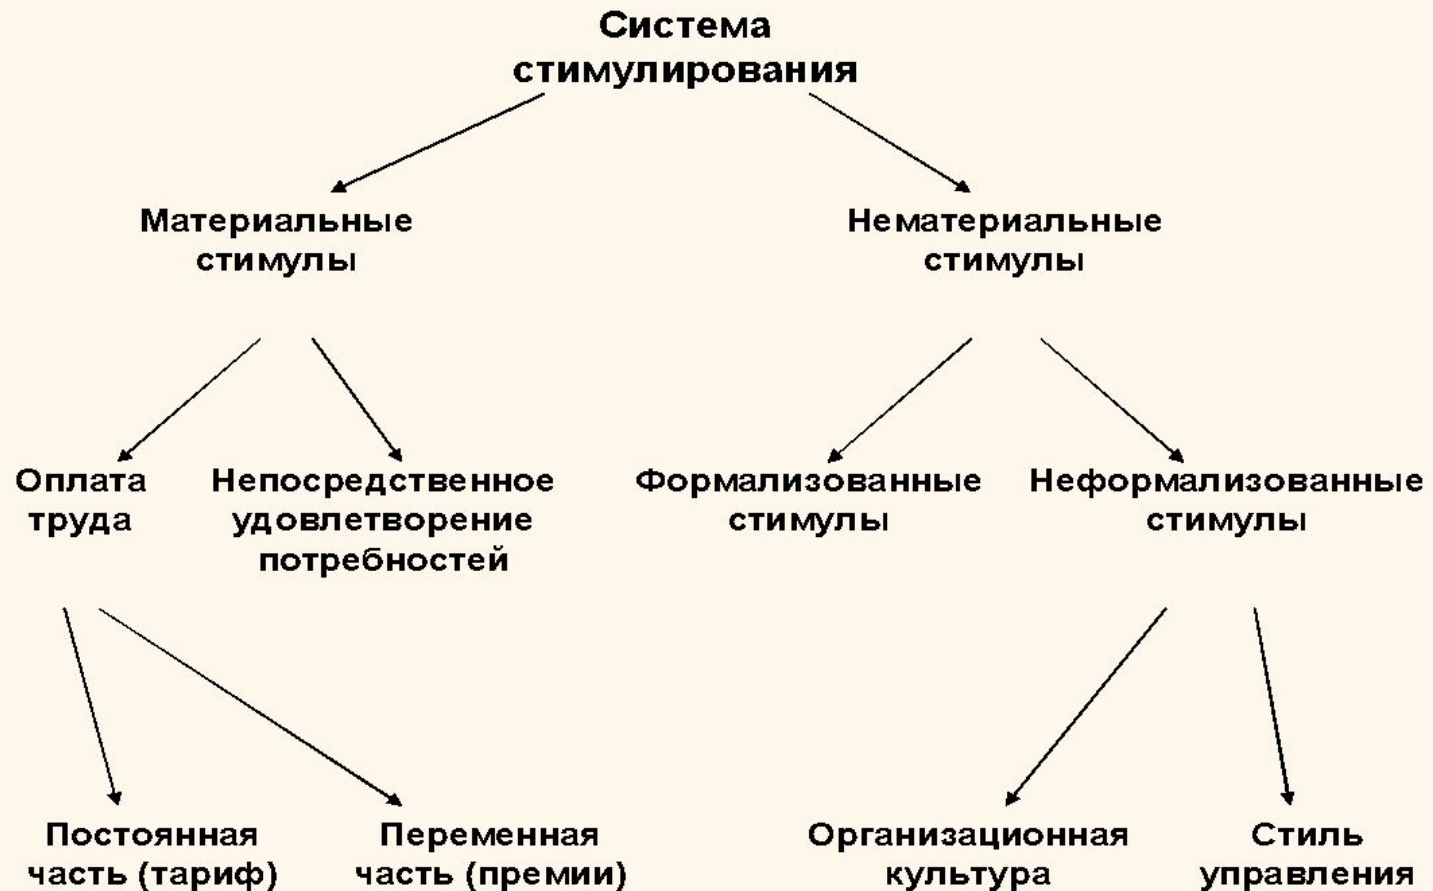 Система
стимулирования
Материальные
стимулы
Нематериальные
стимулы
Оплата
труда
Непосредственное
удовлетворение
потребностей
Формализованные
стимулы
Неформализованные
стимулы
Постоянная
часть (тариф)
Переменная
часть (премии)
Организационная
культура
Стиль
управления